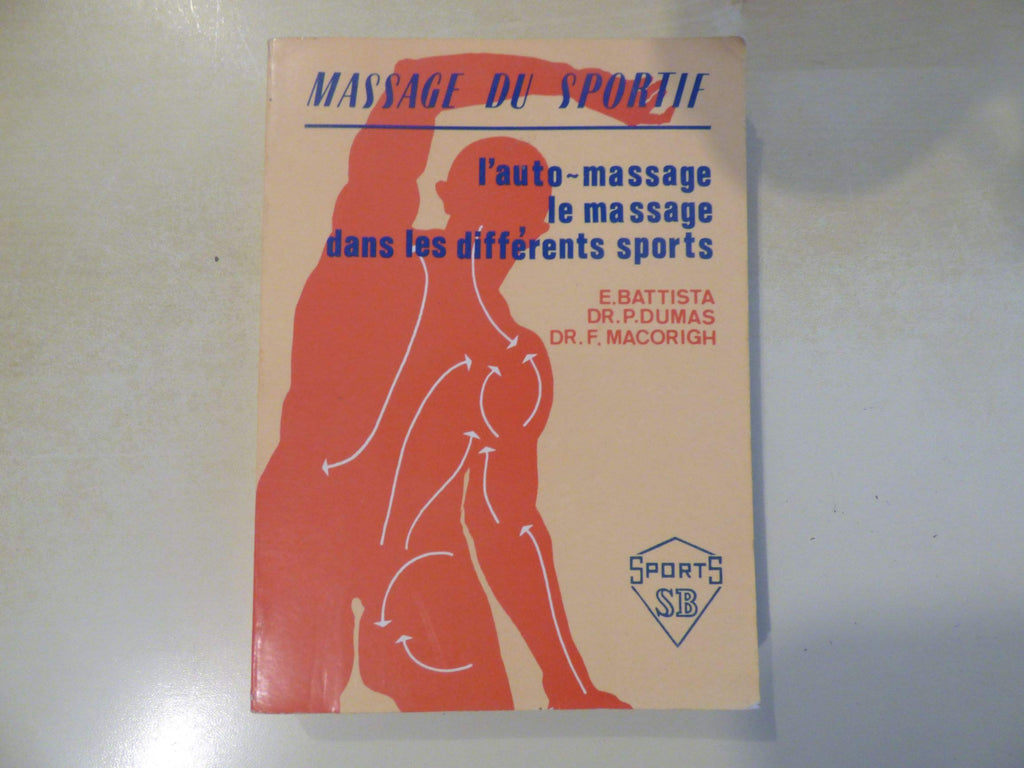 MASSAGE DU SPORTIF
l'auto~massage
le massage
dans les différents sports
E.BATTISTA
DR.P.DUMAS
DR. F. MACORIGH
SPORTS
SB